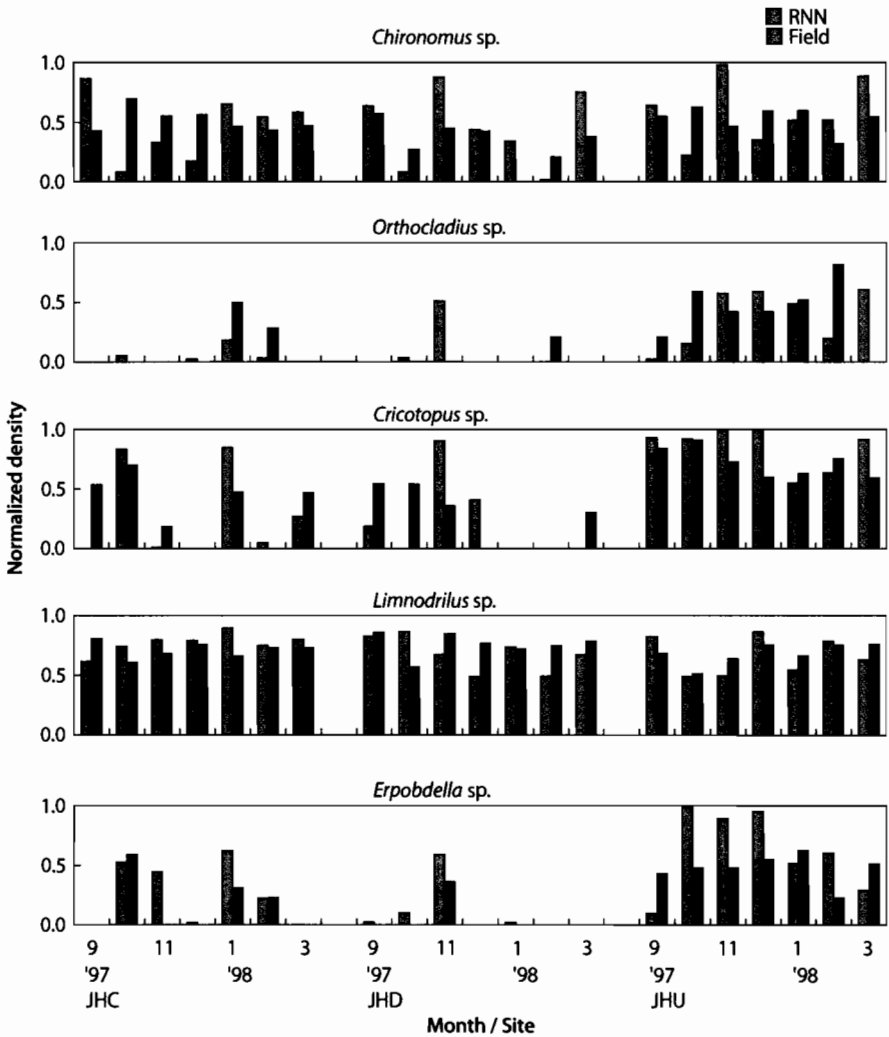 RNN
Field
Chironomus sp.
1.0
0.5
0.0
Orthocladius sp.
1.0
0.5
0.0
Cricotopus sp.
1.0
0.5
0.0
Normalized density
Limnodrilus sp.
1.0
0.5
0.0
Erpobdella sp.
1.0
0.5
0.0
9 11 1 3 9 11 1 3 9 11 1 3
'97 '98 '97 '98 '97 '98
JHC JHD JHU
Month / Site